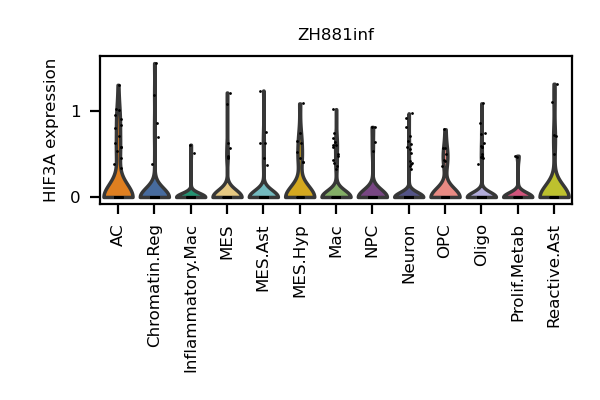 ZH881inf
HIF3A expression
1
0
AC
Chromatin.Reg
Inflammatory.Mac
MES
MES.Ast
MES.Hyp
Mac
NPC
Neuron
OPC
Oligo
Prolif.Metab
Reactive.Ast